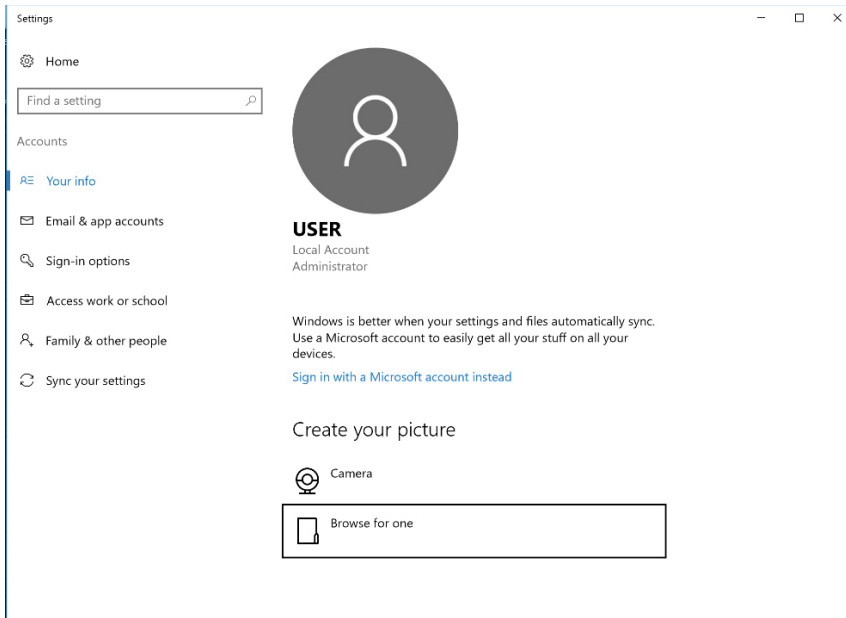 Settings
Home
Find a setting
Accounts
Your info
Email & app accounts
Sign-in options
Access work or school
Family & other people
Sync your settings
USER
Local Account
Administrator
Windows is better when your settings and files automatically sync.
Use a Microsoft account to easily get all your stuff on all your
devices.
Sign in with a Microsoft account instead
Create your picture
Camera
Browse for one